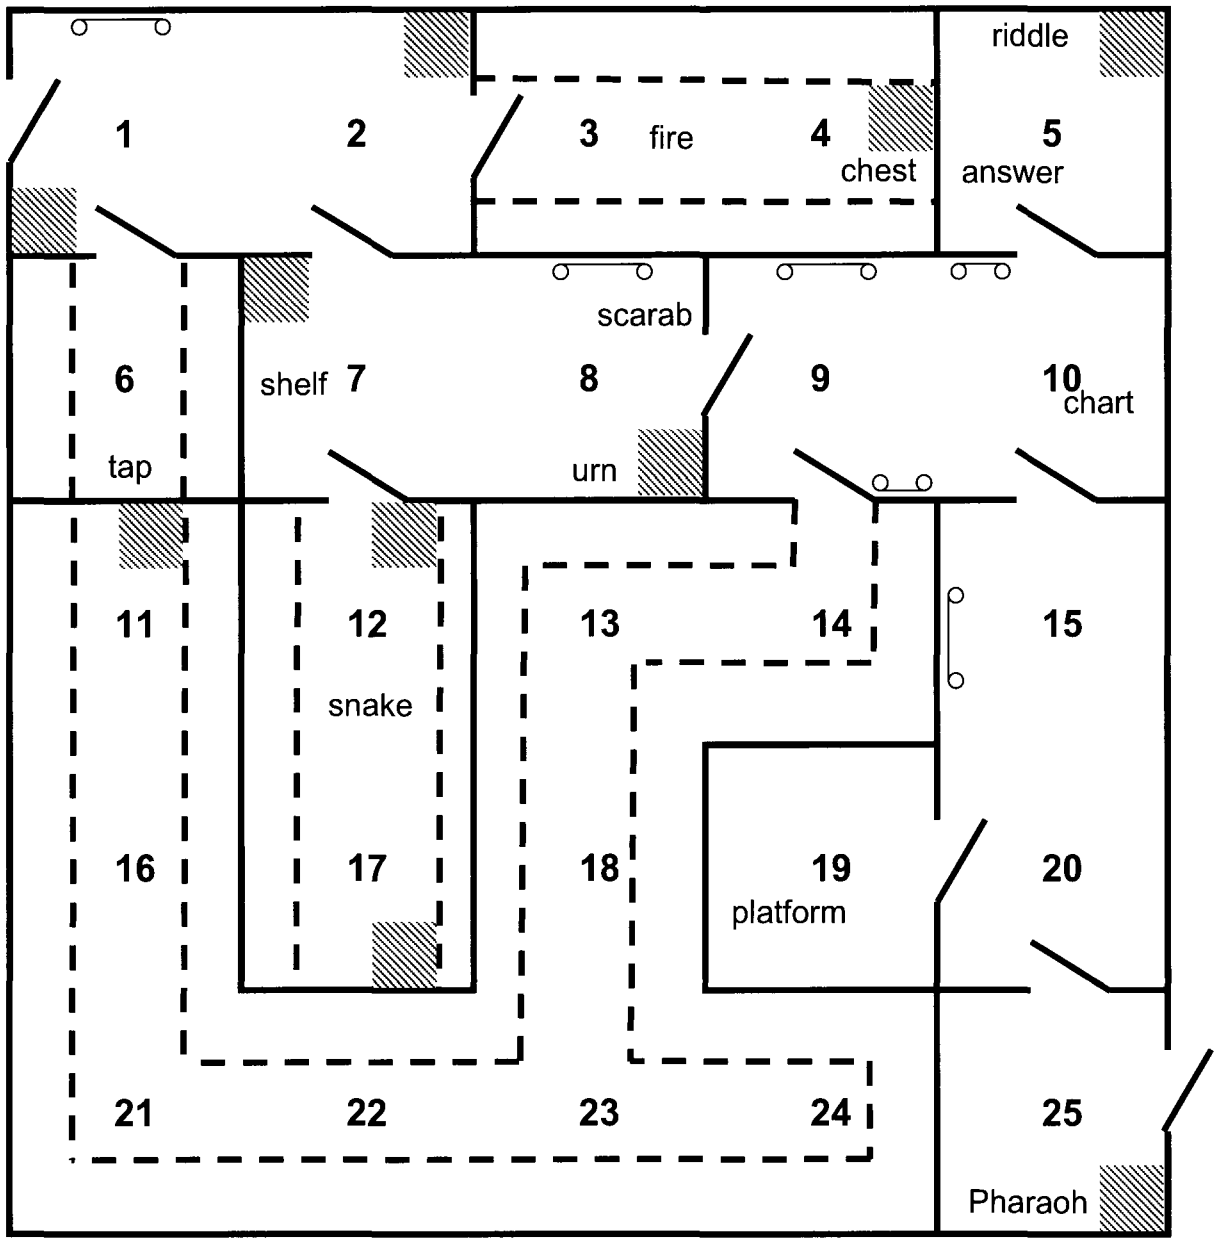 riddle
1 2 3 fire 4 5
chest answer
scarab
6 shelf 7 8 9 10
chart
tap urn
11 12 13 14 15
snake
16 17 18 19 20
platform
21 22 23 24 25
Pharaoh